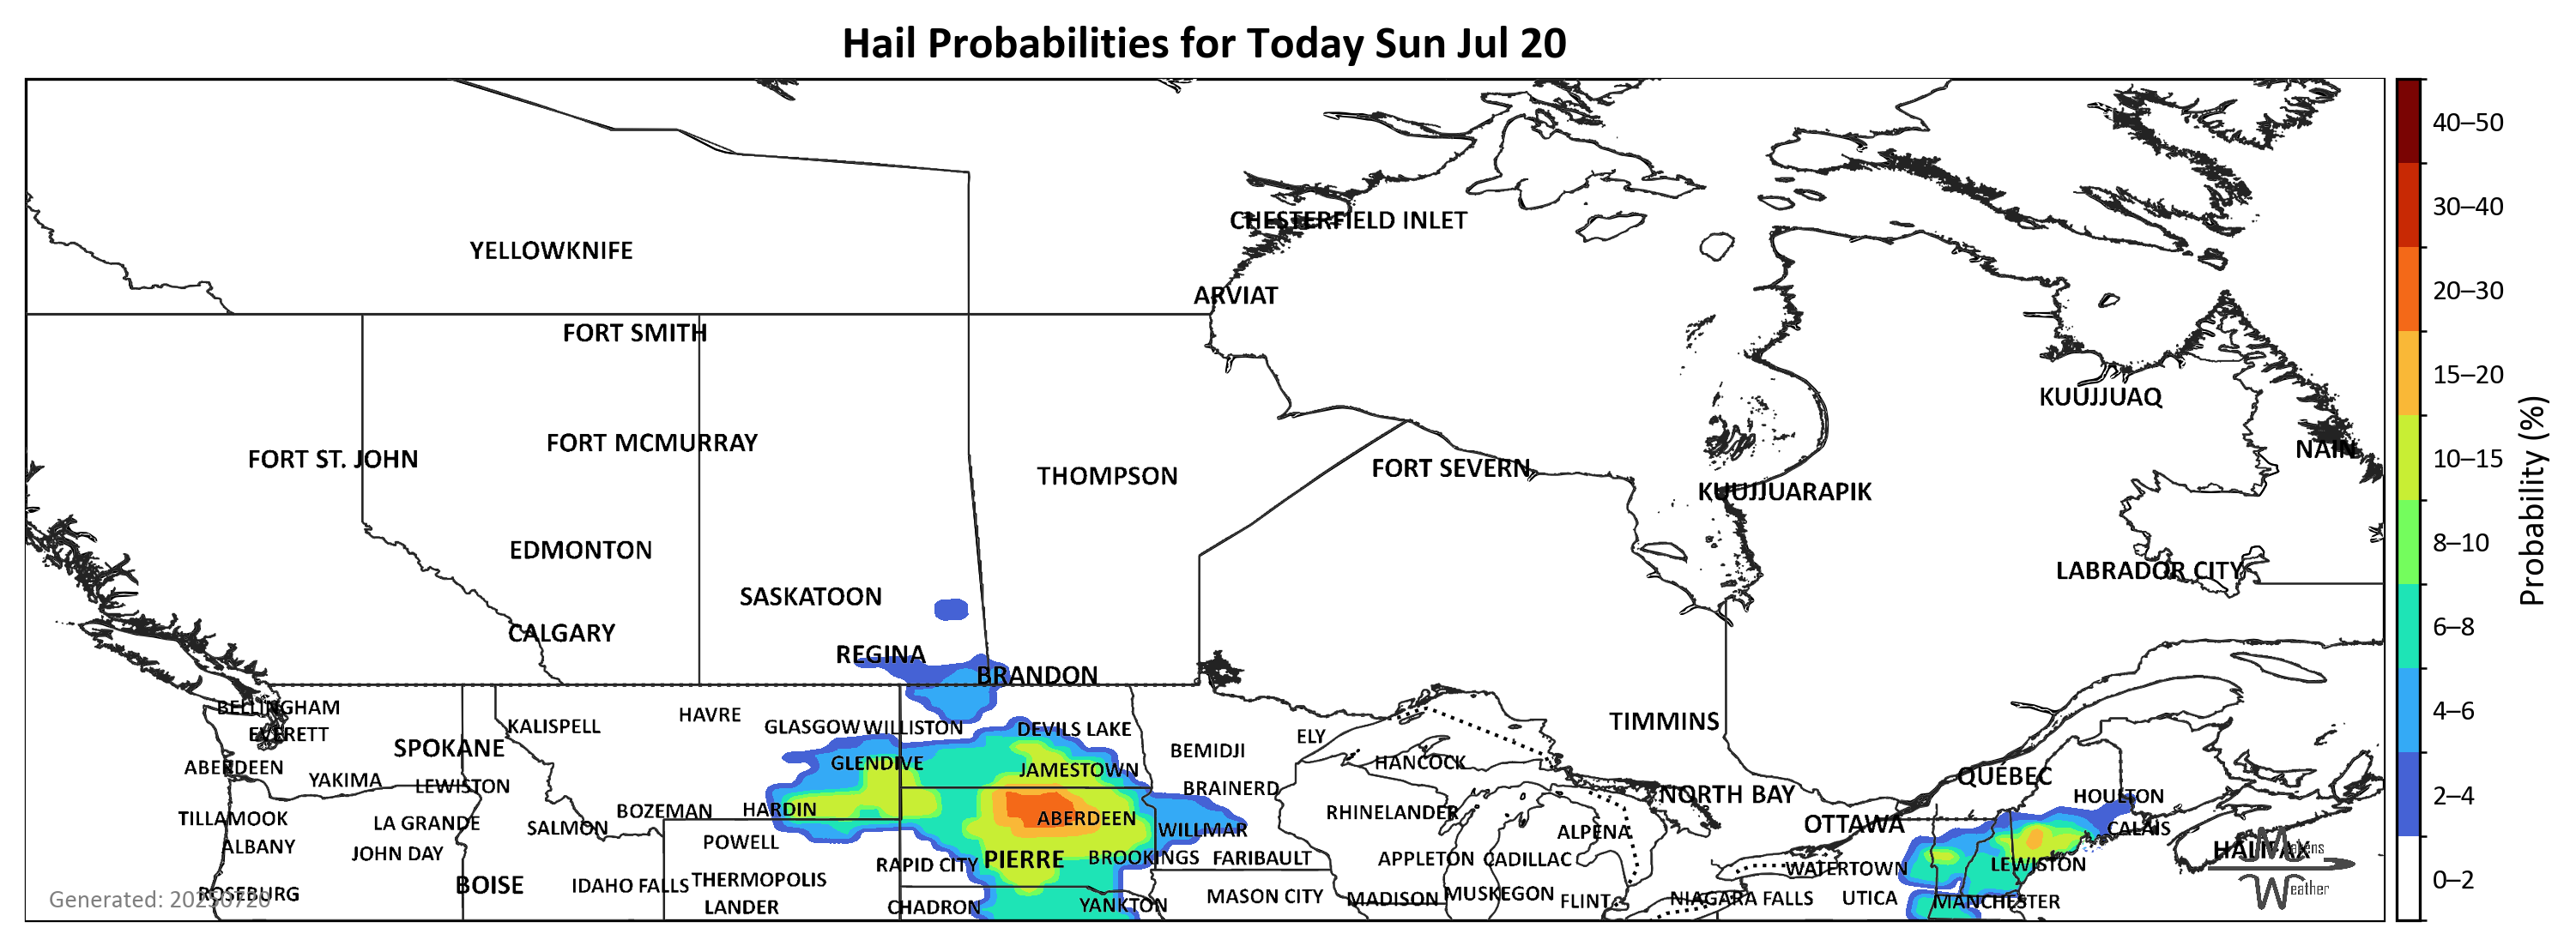 Hail Probabilities for Today Sun Jul 20
40–50
30–40
20–30
15–20
10–15
8–10
6–8
4–6
2–4
0–2
Probability (%)
CHESTERFIELD INLET
YELLOWKNIFE
ARVIAT
FORT SMITH
KUUJJUAQ
FORT MCMURRAY
NAIN
FORT ST. JOHN
FORT SEVERN
THOMPSON
KUUJJUARAPIK
EDMONTON
LABRADOR CITY
SASKATOON
CALGARY
REGINA
BRANDON
BELLINGHAM
HAVRE
TIMMINS
KALISPELL
GLASGOW
WILLISTON
DEVILS LAKE
EVERETT
ELY
SPOKANE
BEMIDJI
GLENDIVE
HANCOCK
ABERDEEN
JAMESTOWN
QUÉBEC
YAKIMA
LEWISTON
BRAINERD
NORTH BAY
HOULTON
BOZEMAN
HARDIN
RHINELANDER
TILLAMOOK
LA GRANDE
SALMON
ABERDEEN
WILLMAR
ALPENA
OTTAWA
CALAIS
ALBANY
JOHN DAY
POWELL
HALIFAX
RAPID CITY
PIERRE
BROOKINGS
FARIBAULT
APPLETON
CADILLAC
WATERTOWN
LEWISTON
BOISE
IDAHO FALLS
THERMOPOLIS
ROSEBURG
MASON CITY
MADISON
MUSKEGON
FLINT
NIAGARA FALLS
UTICA
MANCHESTER
LANDER
CHADRON
YANKTON
Generated: 20250720
Weather